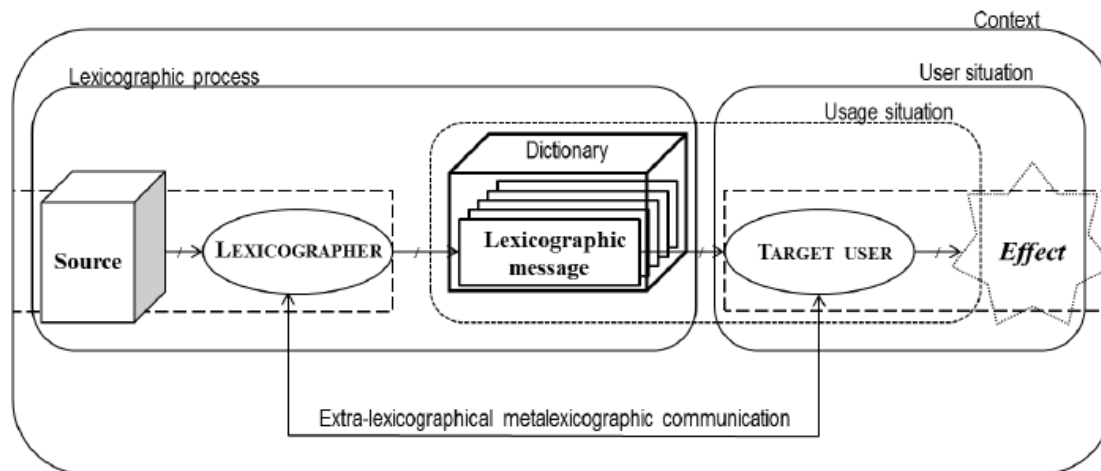 Context
Lexicographic process
User situation
Usage situation
Dictionary
Source
LEXICOGRAPHER
Lexicographic
message
TARGET USER
Effect
Extra-lexicographical metalexicographic communication